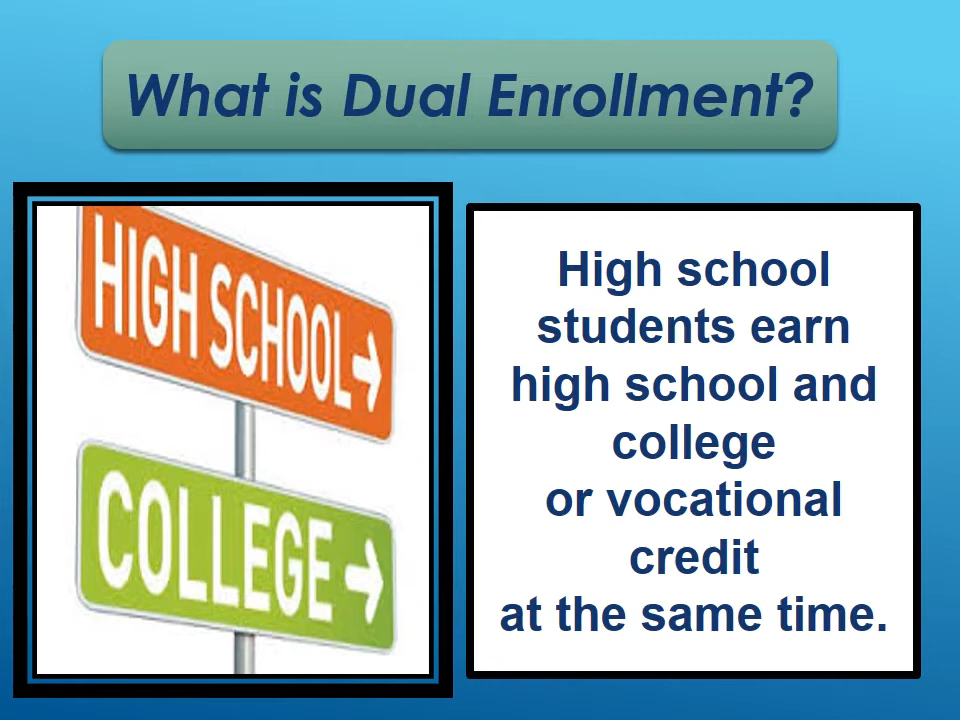 What is Dual Enrollment?
HIGH SCHOOL→
COLLEGE→
High school
students earn
high school and
college
or vocational
credit
at the same time.